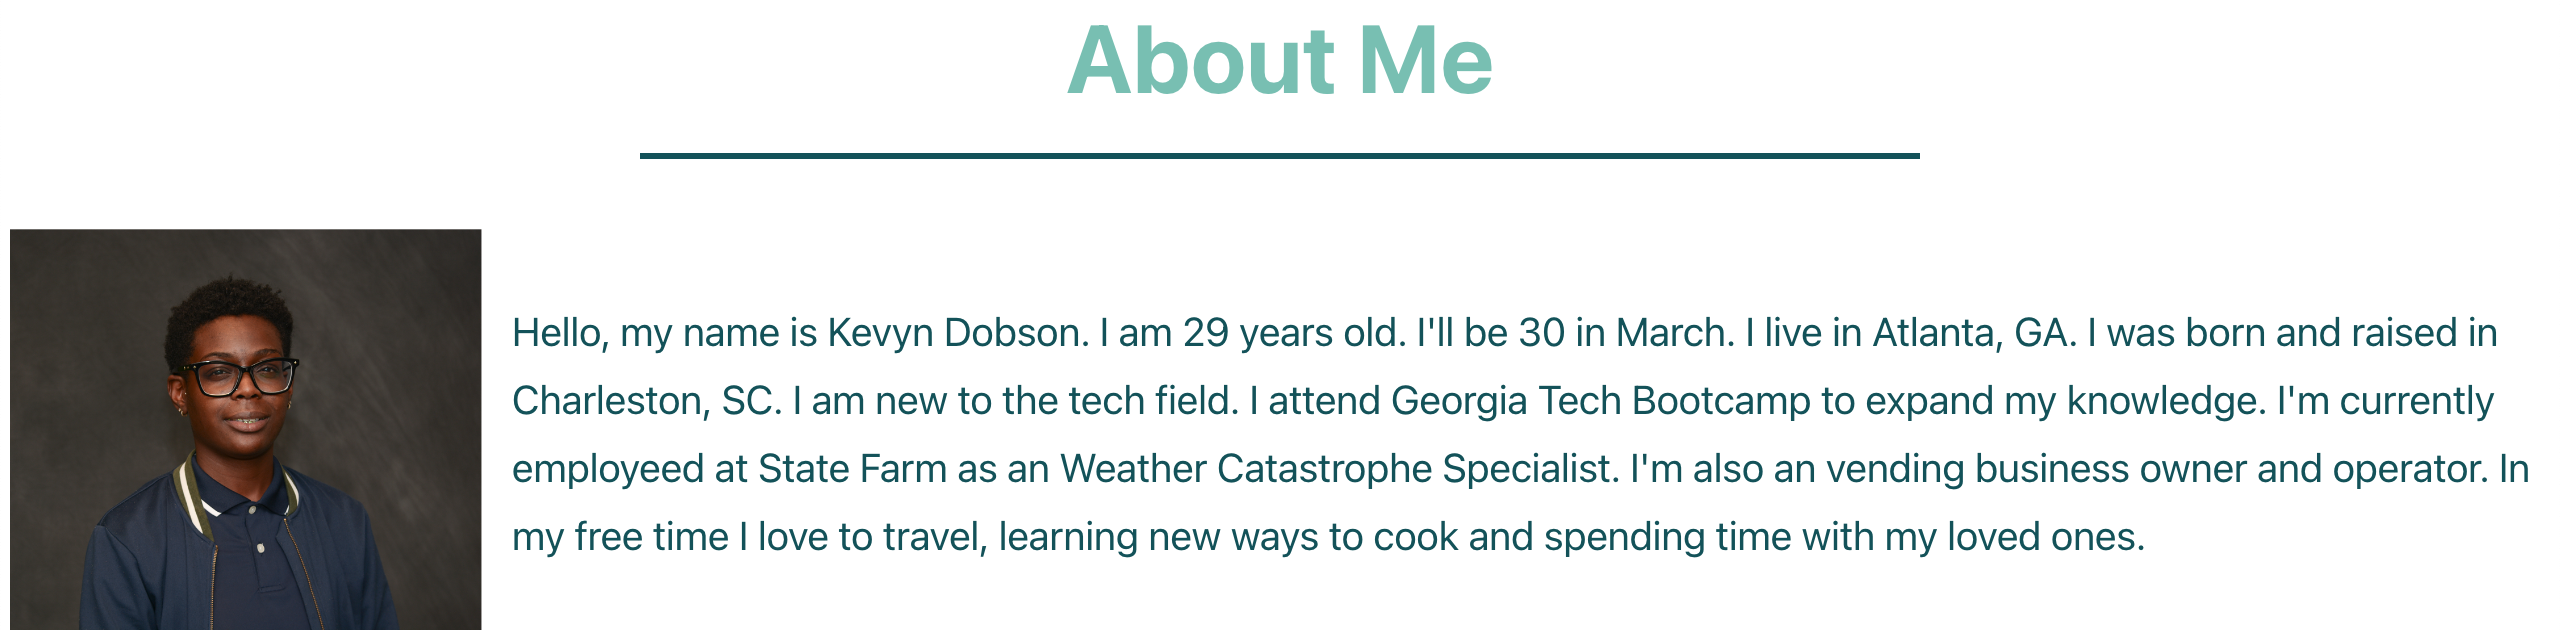 About Me
Hello, my name is Kevyn Dobson. I am 29 years old. I'll be 30 in March. I live in Atlanta, GA. I was born and raised in
Charleston, SC. I am new to the tech field. I attend Georgia Tech Bootcamp to expand my knowledge. I'm currently
employeed at State Farm as an Weather Catastrophe Specialist. I'm also an vending business owner and operator. In
my free time I love to travel, learning new ways to cook and spending time with my loved ones.